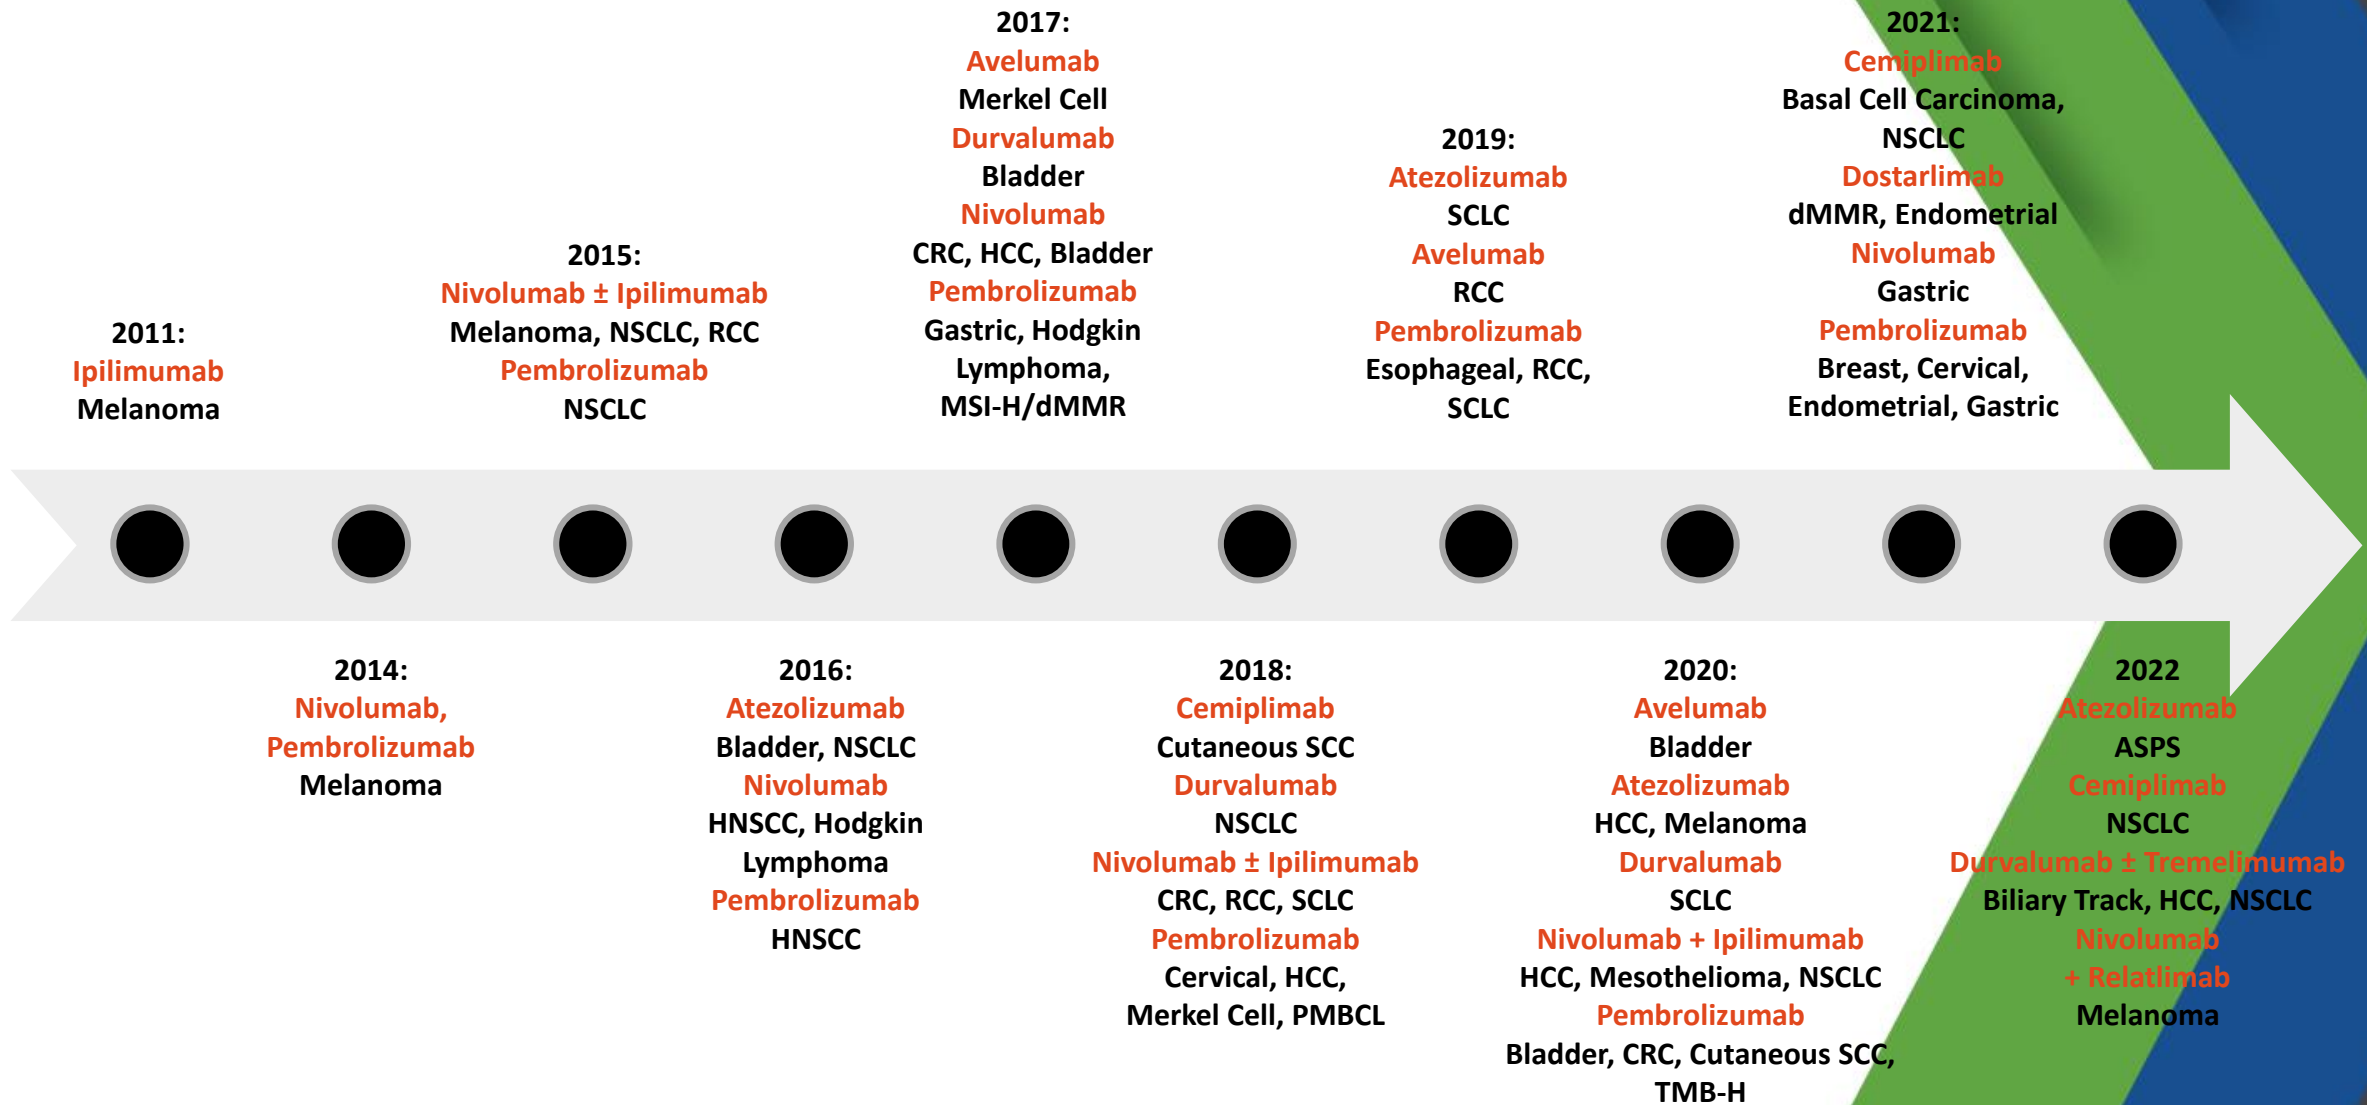 2011:
Ipilimumab
Melanoma
2014:
Nivolumab,
Pembrolizumab
Melanoma
2015:
Nivolumab ± Ipilimumab
Melanoma, NSCLC, RCC
Pembrolizumab
NSCLC
2016:
Atezolizumab
Bladder, NSCLC
Nivolumab
HNSCC, Hodgkin
Lymphoma
Pembrolizumab
HNSCC
2017:
Avelumab
Merkel Cell
Durvalumab
Bladder
Nivolumab
CRC, HCC, Bladder
Pembrolizumab
Gastric, Hodgkin
Lymphoma,
MSI-H/dMMR
2018:
Cemiplimab
Cutaneous SCC
Durvalumab
NSCLC
Nivolumab ± Ipilimumab
CRC, RCC, SCLC
Pembrolizumab
Cervical, HCC,
Merkel Cell, PMBCL
2019:
Atezolizumab
SCLC
Avelumab
RCC
Pembrolizumab
Esophageal, RCC,
SCLC
2020:
Avelumab
Bladder
Atezolizumab
HCC, Melanoma
Durvalumab
SCLC
Nivolumab + Ipilimumab
HCC, Mesothelioma, NSCLC
Pembrolizumab
Bladder, CRC, Cutaneous SCC,
TMB-H
2021:
Cemiplimab
Basal Cell Carcinoma,
NSCLC
Dostarlimab
dMMR, Endometrial
Nivolumab
Gastric
Pembrolizumab
Breast, Cervical,
Endometrial, Gastric
2022
Atezolizumab
ASPS
Cemiplimab
NSCLC
Durvalumab ± Tremelimumab
Biliary Track, HCC, NSCLC
Nivolumab
+ Relatlimab
Melanoma